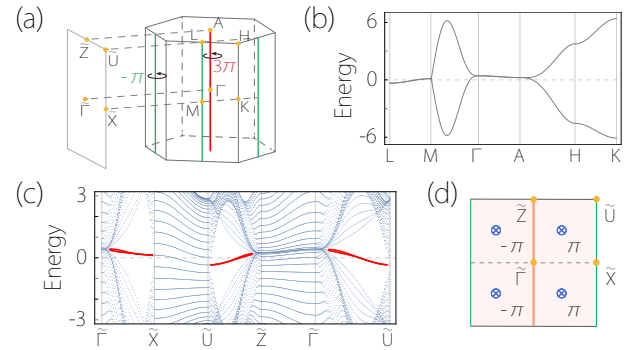 (a)
A
L
H
Z̃
Ũ
-π
3π
Γ
Γ̃
X̃
M
K
(b)
Energy
6
0
-6
L M Γ A H K
(c)
Energy
3
0
-3
Γ̃ X̃ Ũ Z̃ Γ̃ Ũ
(d)
Z̃ Ũ
-π π
Γ̃ X̃
-π π